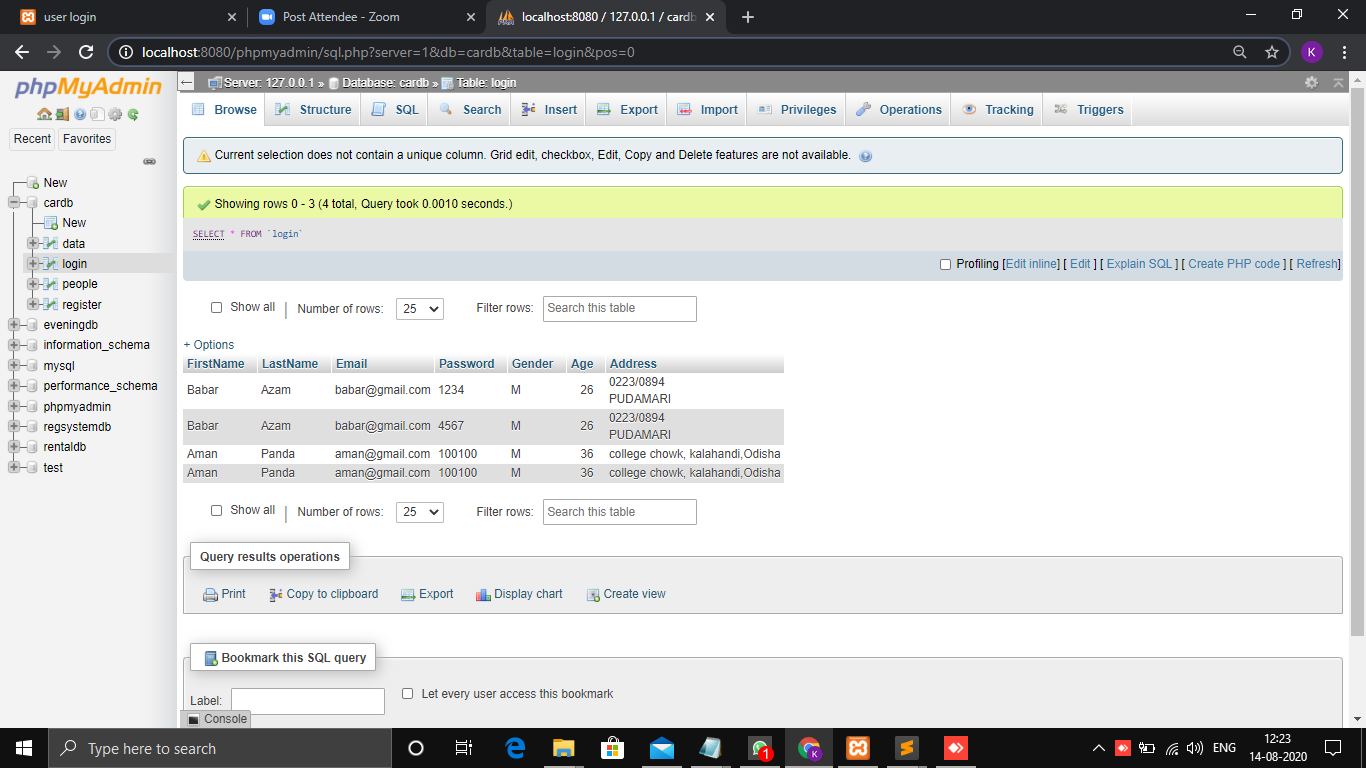 user login
Post Attendee - Zoom
localhost:8080 / 127.0.0.1 / cardb
localhost:8080/phpmyadmin/sql.php?server=1&db=cardb&table=login&pos=0
K
phpMyAdmin
Recent Favorites
New
cardb
New
data
login
people
register
eveningdb
information_schema
mysql
performance_schema
phpmyadmin
regsystemdb
rentaldb
test
Server: 127.0.0.1 » Database: cardb » Table: login
Browse Structure SQL Search Insert Export Import Privileges Operations Tracking Triggers
Current selection does not contain a unique column. Grid edit, checkbox, Edit, Copy and Delete features are not available.
Showing rows 0 - 3 (4 total, Query took 0.0010 seconds.)
SELECT * FROM `login`
Profiling [Edit inline] [ Edit ] [ Explain SQL ] [ Create PHP code ] [ Refresh]
Show all | Number of rows: 25 Filter rows: Search this table
+ Options
FirstName LastName Email Password Gender Age Address
Babar Azam babar@gmail.com 1234 M 26 0223/0894
PUDAMARI
Babar Azam babar@gmail.com 4567 M 26 0223/0894
PUDAMARI
Aman Panda aman@gmail.com 100100 M 36 college chowk, kalahandi,Odisha
Aman Panda aman@gmail.com 100100 M 36 college chowk, kalahandi,Odisha
Show all | Number of rows: 25 Filter rows: Search this table
Query results operations
Print Copy to clipboard Export Display chart Create view
Bookmark this SQL query
Label: Let every user access this bookmark
Console
Type here to search
1
K
ENG
12:23
14-08-2020